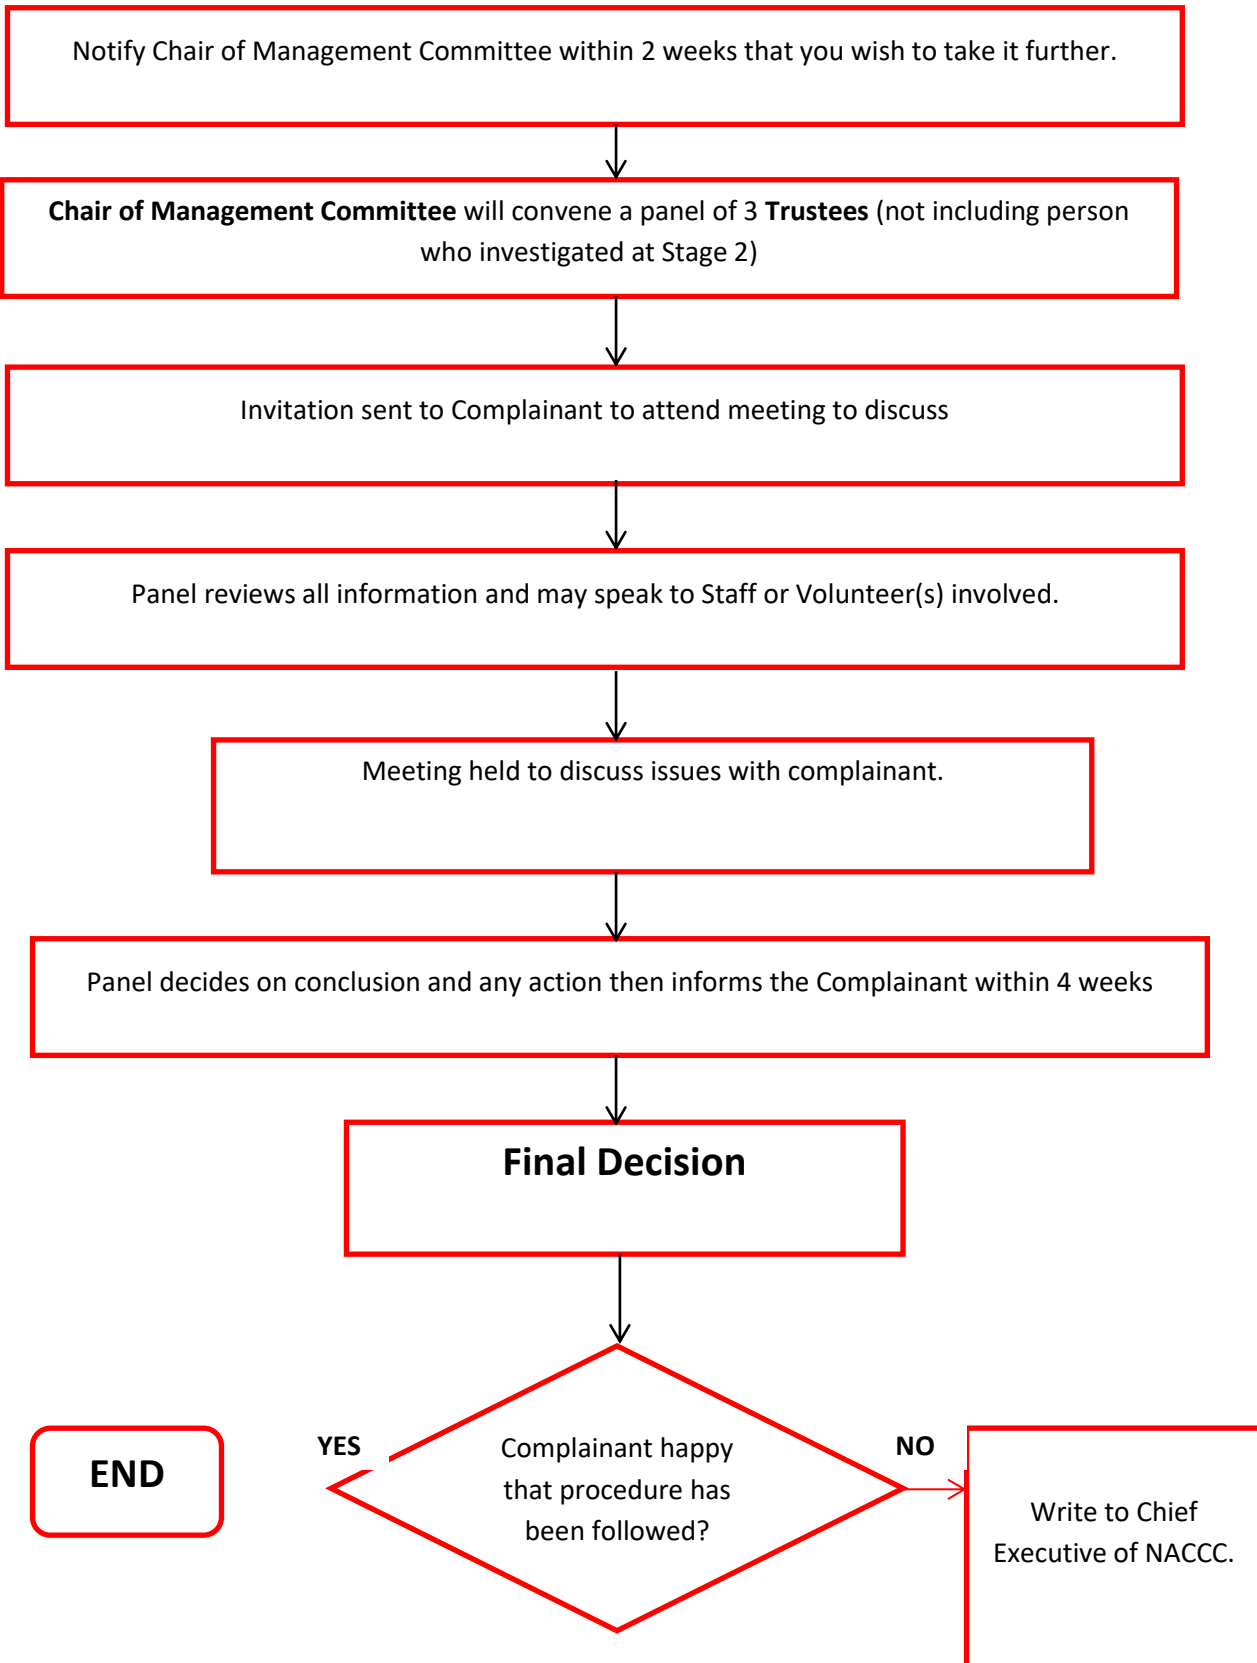 Notify Chair of Management Committee within 2 weeks that you wish to take it further.
Chair of Management Committee will convene a panel of 3 Trustees (not including person
who investigated at Stage 2)
Invitation sent to Complainant to attend meeting to discuss
Panel reviews all information and may speak to Staff or Volunteer(s) involved.
Meeting held to discuss issues with complainant.
Panel decides on conclusion and any action then informs the Complainant within 4 weeks
Final Decision
END
YES
Complainant happy
that procedure has
been followed?
NO
Write to Chief
Executive of NACCC.